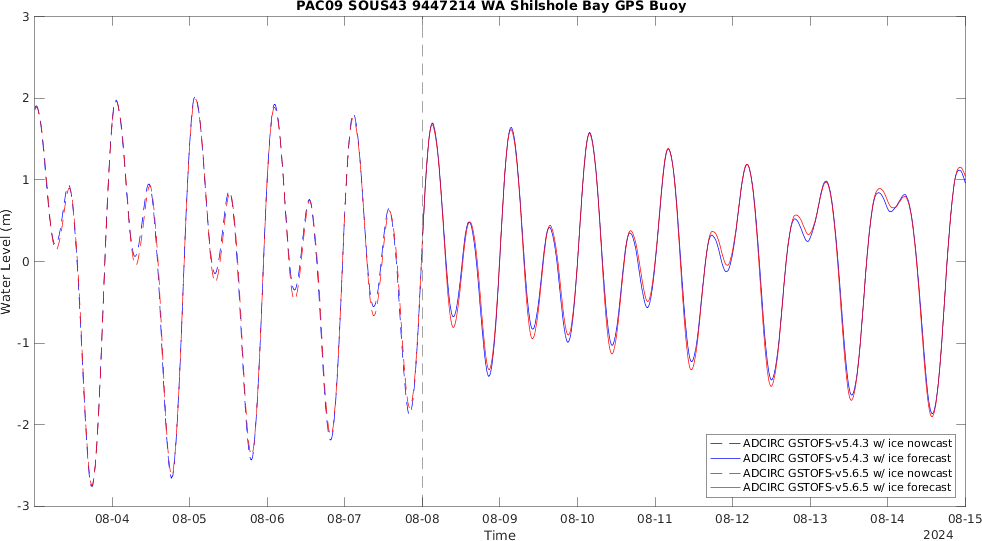 PAC09 SOUS43 9447214 WA Shilshole Bay GPS Buoy
3
2
1
0
-1
-2
-3
Water Level (m)
ADCIRC GSTOFS-v5.4.3 w/ ice nowcast
ADCIRC GSTOFS-v5.4.3 w/ ice forecast
ADCIRC GSTOFS-v5.6.5 w/ ice nowcast
ADCIRC GSTOFS-v5.6.5 w/ ice forecast
08-04 08-05 08-06 08-07 08-08 08-09 08-10 08-11 08-12 08-13 08-14 08-15
Time
2024